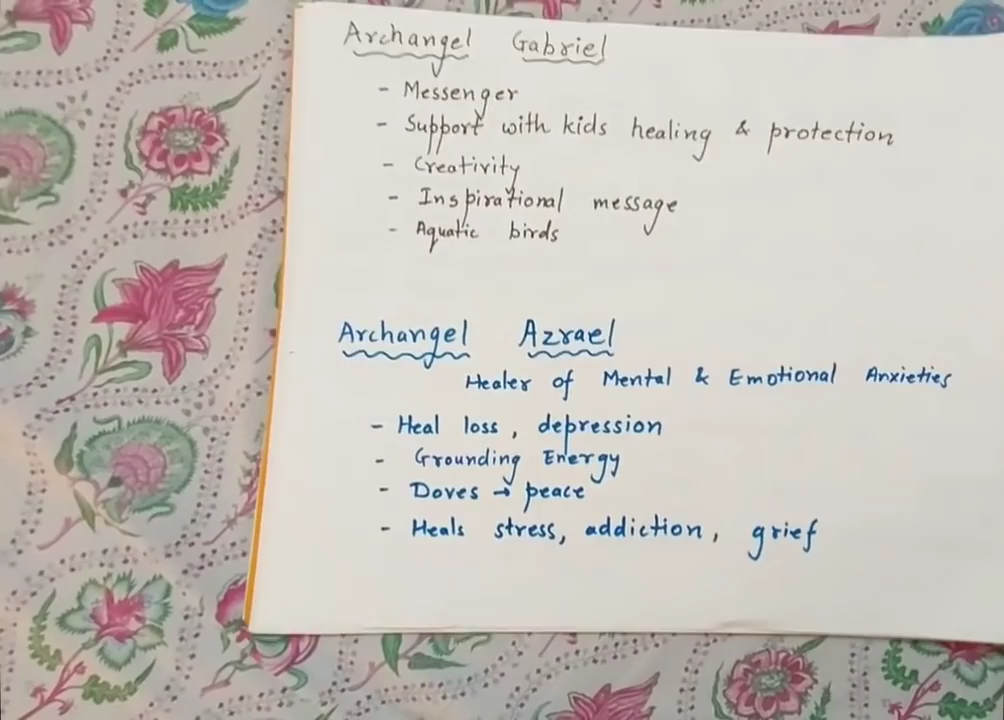 Archangel Gabriel
- Messenger
- Support with kids healing & protection
- Creativity
- Inspirational message
- Aquatic birds
Archangel Azrael
Healer of Mental & Emotional Anxieties
- Heal loss, depression
- Grounding Energy
- Doves → peace
- Heals stress, addiction, grief